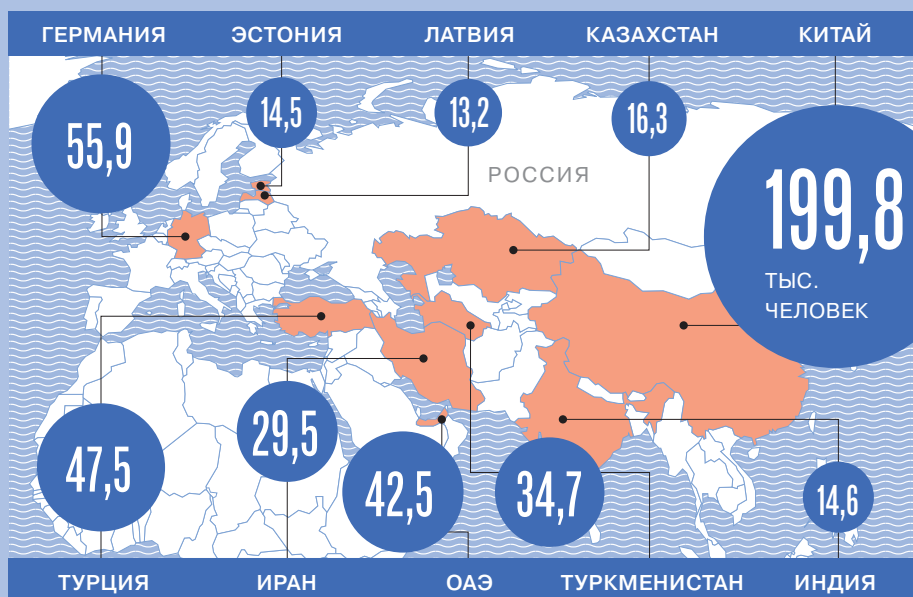 ГЕРМАНИЯ ЭСТОНИЯ ЛАТВИЯ КАЗАХСТАН КИТАЙ
55,9 14,5 13,2 16,3 199,8
РОССИЯ
ТЫС.
ЧЕЛОВЕК
47,5 29,5 42,5 34,7 14,6
ТУРЦИЯ ИРАН ОАЭ ТУРКМЕНИСТАН ИНДИЯ